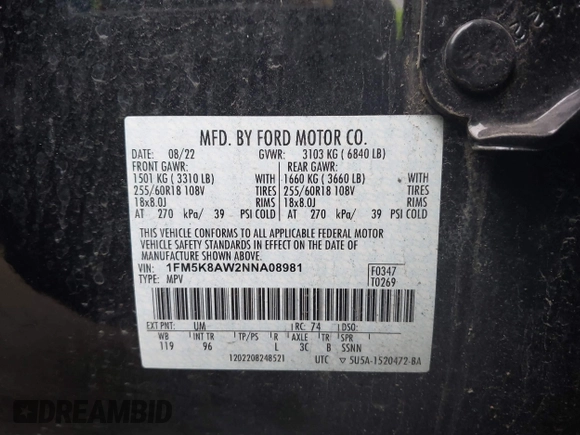 MFD. BY FORD MOTOR CO.
DATE: 08/22 GVWR: 3103 KG ( 6840 LB)
FRONT GAWR: REAR GAWR:
1501 KG ( 3310 LB) WITH 1660 KG ( 3660 LB) WITH
255/60R18 108V TIRES 255/60R18 108V TIRES
18x8.0J RIMS 18x8.0J RIMS
AT 270 kPa/ 39 PSI COLD AT 270 kPa/ 39 PSI COLD
THIS VEHICLE CONFORMS TO ALL APPLICABLE FEDERAL MOTOR
VEHICLE SAFETY STANDARDS IN EFFECT ON THE DATE OF
MANUFACTURE SHOWN ABOVE.
VIN: 1FM5K8AW2NNA08981 F0347
TYPE: MPV T0269
EXT PNT: UM RC: 74 DSO:
WB INT TR TP/PS R AXLE TR SPR
119 96 L 3C B SSNN
1202208248521 UTC ▽ 5U5A-1520472-BA
DREAMBID